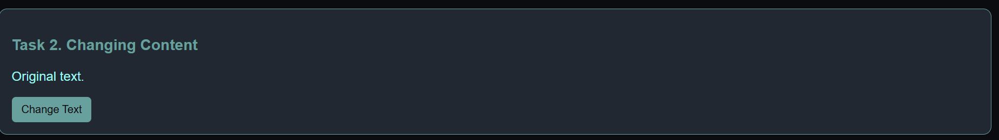 Task 2. Changing Content
Original text.
Change Text